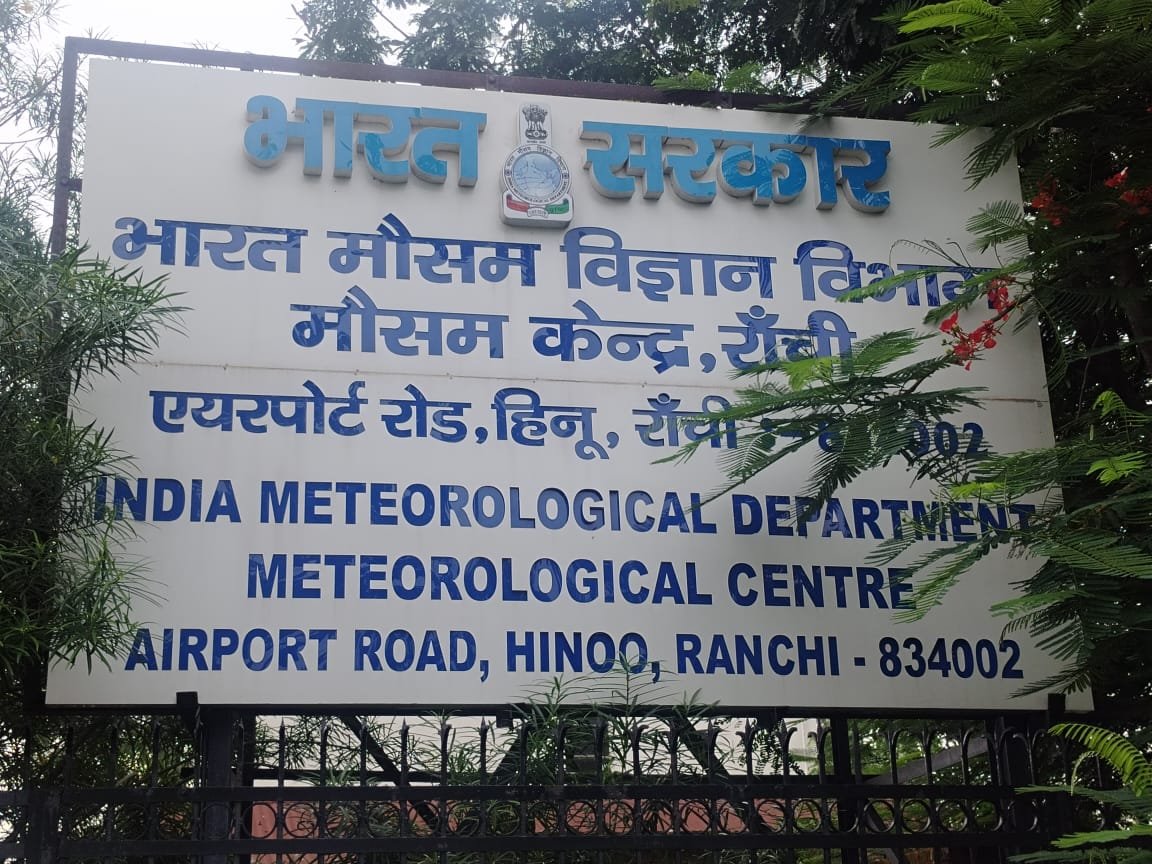 भारत सरकार
भारत मौसम विज्ञान विभाग
मौसम केन्द्र, राँची
एयरपोर्ट रोड, हिनू, राँची
INDIA METEOROLOGICAL DEPARTMENT
METEOROLOGICAL CENTRE
AIRPORT ROAD, HINOO, RANCHI - 834002